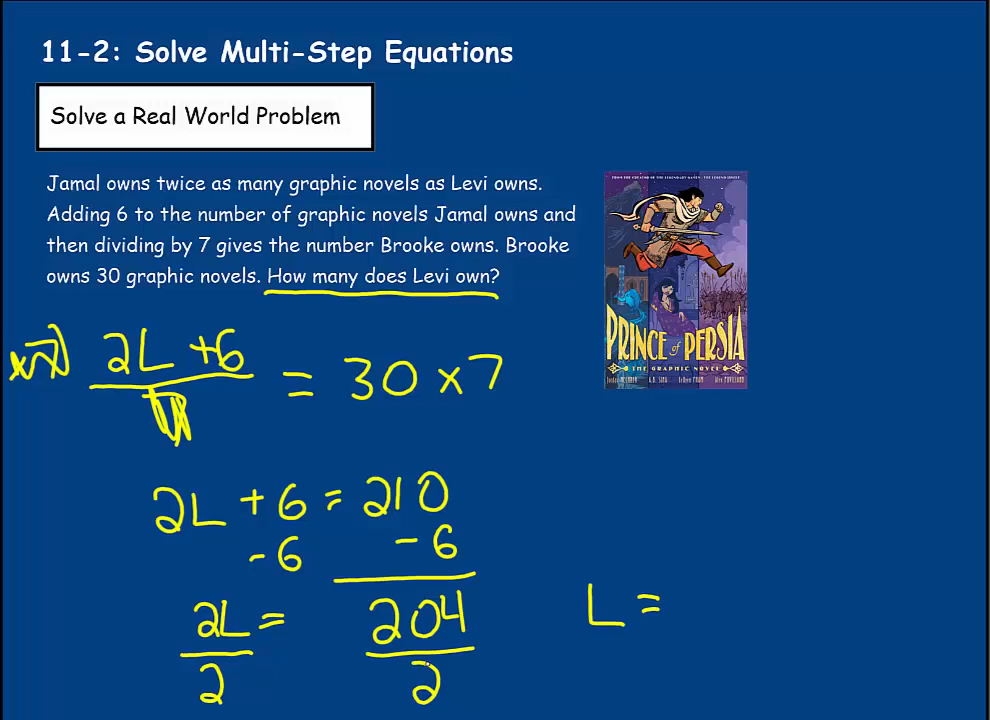 11-2: Solve Multi-Step Equations
Solve a Real World Problem
Jamal owns twice as many graphic novels as Levi owns.
Adding 6 to the number of graphic novels Jamal owns and
then dividing by 7 gives the number Brooke owns. Brooke
owns 30 graphic novels. How many does Levi own?
PRINCE of PERSIA
THE GRAPHIC NOVEL
2L + 6
= 30 x 7
2L + 6 = 210
- 6 - 6
2L = 204
2 2
L =